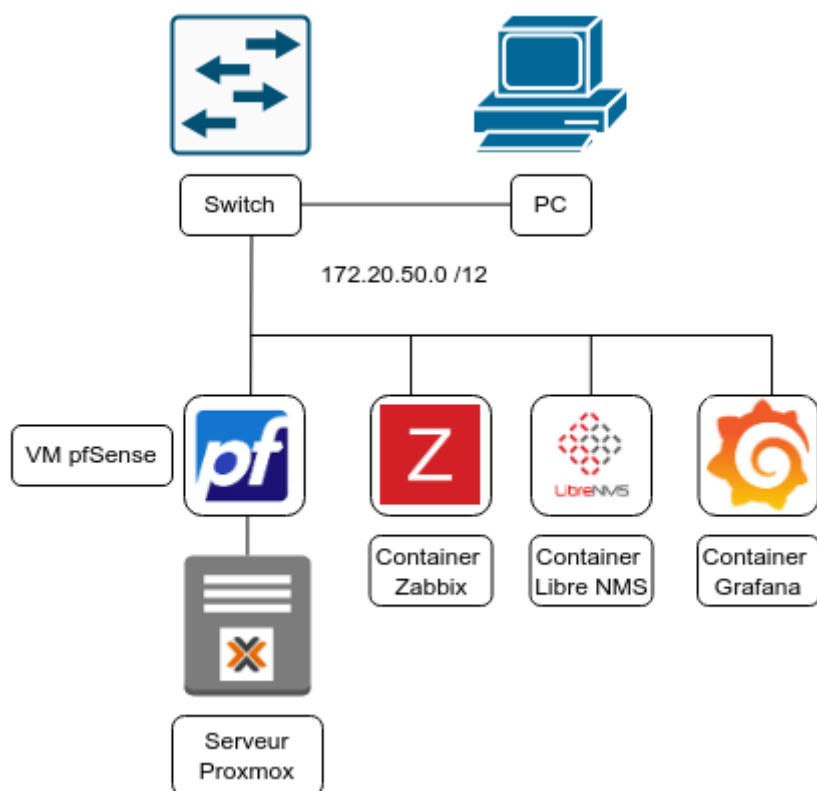 Switch
PC
172.20.50.0 /12
VM pfSense
pf
Z
LibreNMS
Container
Zabbix
Container
Libre NMS
Container
Grafana
Serveur
Proxmox